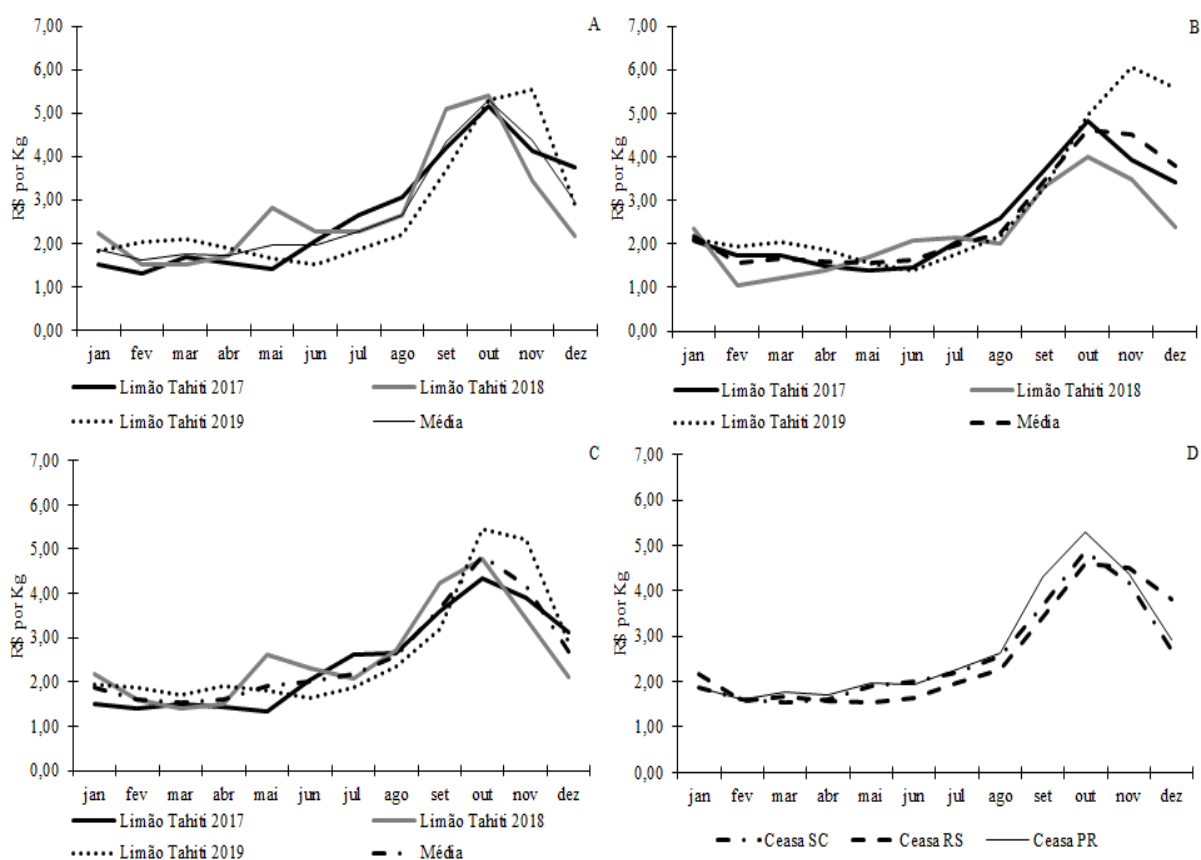 A
R$ por Kg
7,00
6,00
5,00
4,00
3,00
2,00
1,00
0,00
jan fev mar abr mai jun jul ago set out nov dez
Limão Tahiti 2017 Limão Tahiti 2018
Limão Tahiti 2019 Média
B
R$ por Kg
7,00
6,00
5,00
4,00
3,00
2,00
1,00
0,00
jan fev mar abr mai jun jul ago set out nov dez
Limão Tahiti 2017 Limão Tahiti 2018
Limão Tahiti 2019 Média
C
R$ por Kg
7,00
6,00
5,00
4,00
3,00
2,00
1,00
0,00
jan fev mar abr mai jun jul ago set out nov dez
Limão Tahiti 2017 Limão Tahiti 2018
Limão Tahiti 2019 Média
D
R$ por Kg
7,00
6,00
5,00
4,00
3,00
2,00
1,00
0,00
jan fev mar abr mai jun jul ago set out nov dez
Ceasa SC Ceasa RS Ceasa PR